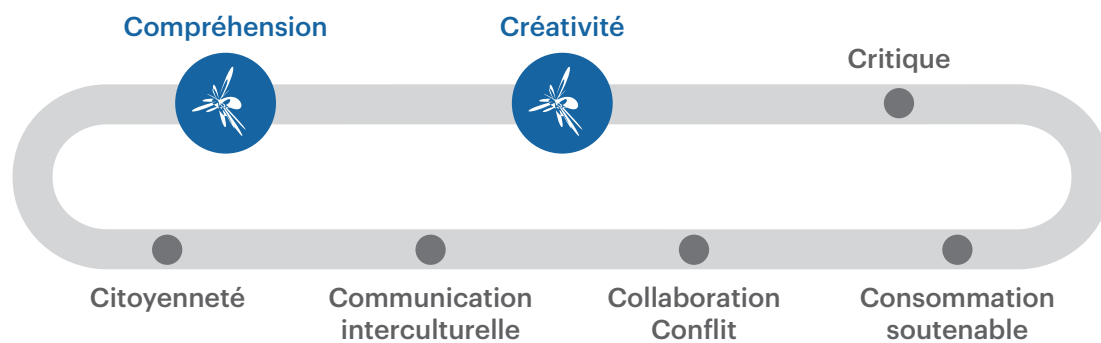 Compréhension
Créativité
Critique
Citoyenneté
Communication
interculturelle
Collaboration
Conflit
Consommation
soutenable